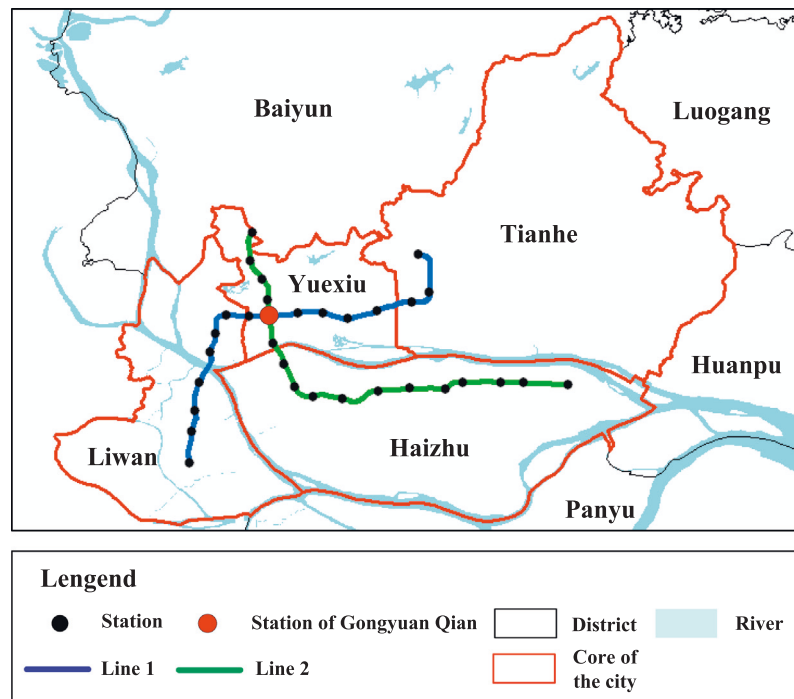 Baiyun
Luogang
Tianhe
Yuexiu
Huanpu
Liwan
Haizhu
Panyu
Lengend
Station
Station of Gongyuan Qian
District
River
Line 1
Line 2
Core of
the city